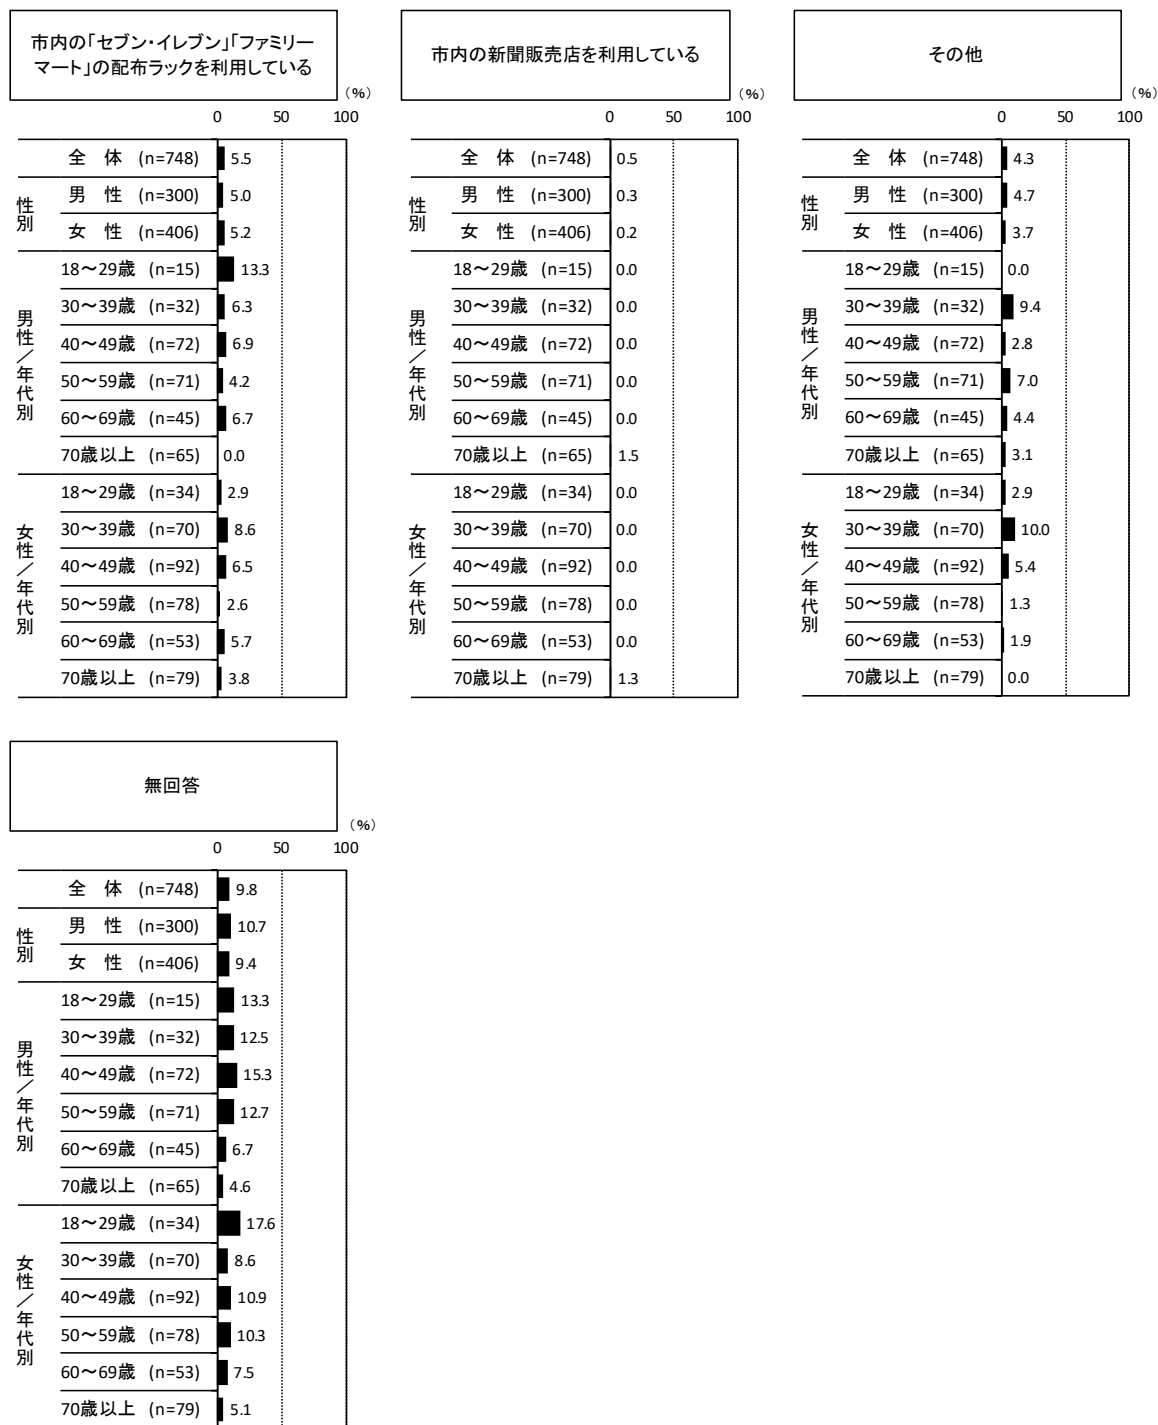 市内の「セブン・イレブン」「ファミリー
マート」の配布ラックを利用している
(%)
0 50 100
全 体 (n=748) 5.5
性別
男 性 (n=300) 5.0
女 性 (n=406) 5.2
男性/年代別
18～29歳 (n=15) 13.3
30～39歳 (n=32) 6.3
40～49歳 (n=72) 6.9
50～59歳 (n=71) 4.2
60～69歳 (n=45) 6.7
70歳以上 (n=65) 0.0
女性/年代別
18～29歳 (n=34) 2.9
30～39歳 (n=70) 8.6
40～49歳 (n=92) 6.5
50～59歳 (n=78) 2.6
60～69歳 (n=53) 5.7
70歳以上 (n=79) 3.8
市内の新聞販売店を利用している
(%)
0 50 100
全 体 (n=748) 0.5
性別
男 性 (n=300) 0.3
女 性 (n=406) 0.2
男性/年代別
18～29歳 (n=15) 0.0
30～39歳 (n=32) 0.0
40～49歳 (n=72) 0.0
50～59歳 (n=71) 0.0
60～69歳 (n=45) 0.0
70歳以上 (n=65) 1.5
女性/年代別
18～29歳 (n=34) 0.0
30～39歳 (n=70) 0.0
40～49歳 (n=92) 0.0
50～59歳 (n=78) 0.0
60～69歳 (n=53) 0.0
70歳以上 (n=79) 1.3
その他
(%)
0 50 100
全 体 (n=748) 4.3
性別
男 性 (n=300) 4.7
女 性 (n=406) 3.7
男性/年代別
18～29歳 (n=15) 0.0
30～39歳 (n=32) 9.4
40～49歳 (n=72) 2.8
50～59歳 (n=71) 7.0
60～69歳 (n=45) 4.4
70歳以上 (n=65) 3.1
女性/年代別
18～29歳 (n=34) 2.9
30～39歳 (n=70) 10.0
40～49歳 (n=92) 5.4
50～59歳 (n=78) 1.3
60～69歳 (n=53) 1.9
70歳以上 (n=79) 0.0
無回答
(%)
0 50 100
全 体 (n=748) 9.8
性別
男 性 (n=300) 10.7
女 性 (n=406) 9.4
男性/年代別
18～29歳 (n=15) 13.3
30～39歳 (n=32) 12.5
40～49歳 (n=72) 15.3
50～59歳 (n=71) 12.7
60～69歳 (n=45) 6.7
70歳以上 (n=65) 4.6
女性/年代別
18～29歳 (n=34) 17.6
30～39歳 (n=70) 8.6
40～49歳 (n=92) 10.9
50～59歳 (n=78) 10.3
60～69歳 (n=53) 7.5
70歳以上 (n=79) 5.1